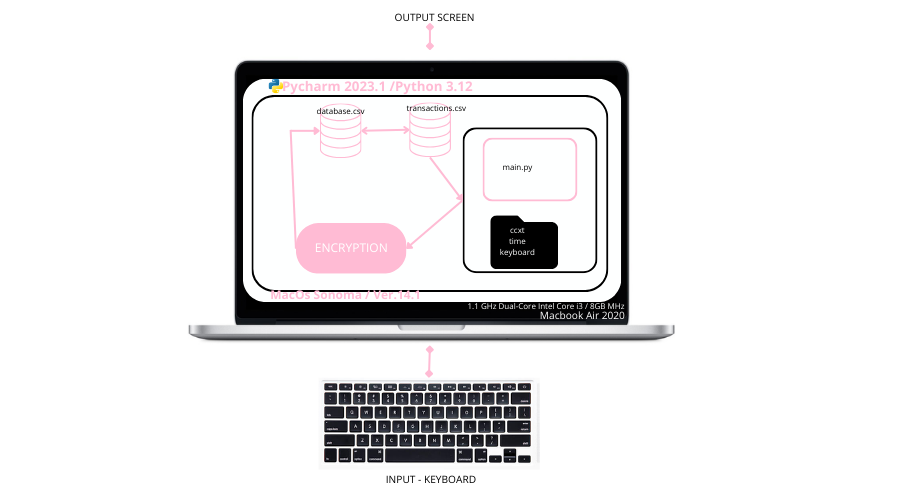 OUTPUT SCREEN
Pycharm 2023.1 /Python 3.12
database.csv
transactions.csv
main.py
ENCRYPTION
ccxt
time
keyboard
MacOs Sonoma / Ver.14.1
1.1 GHz Dual-Core Intel Core i3 / 8GB MHz
Macbook Air 2020
INPUT - KEYBOARD